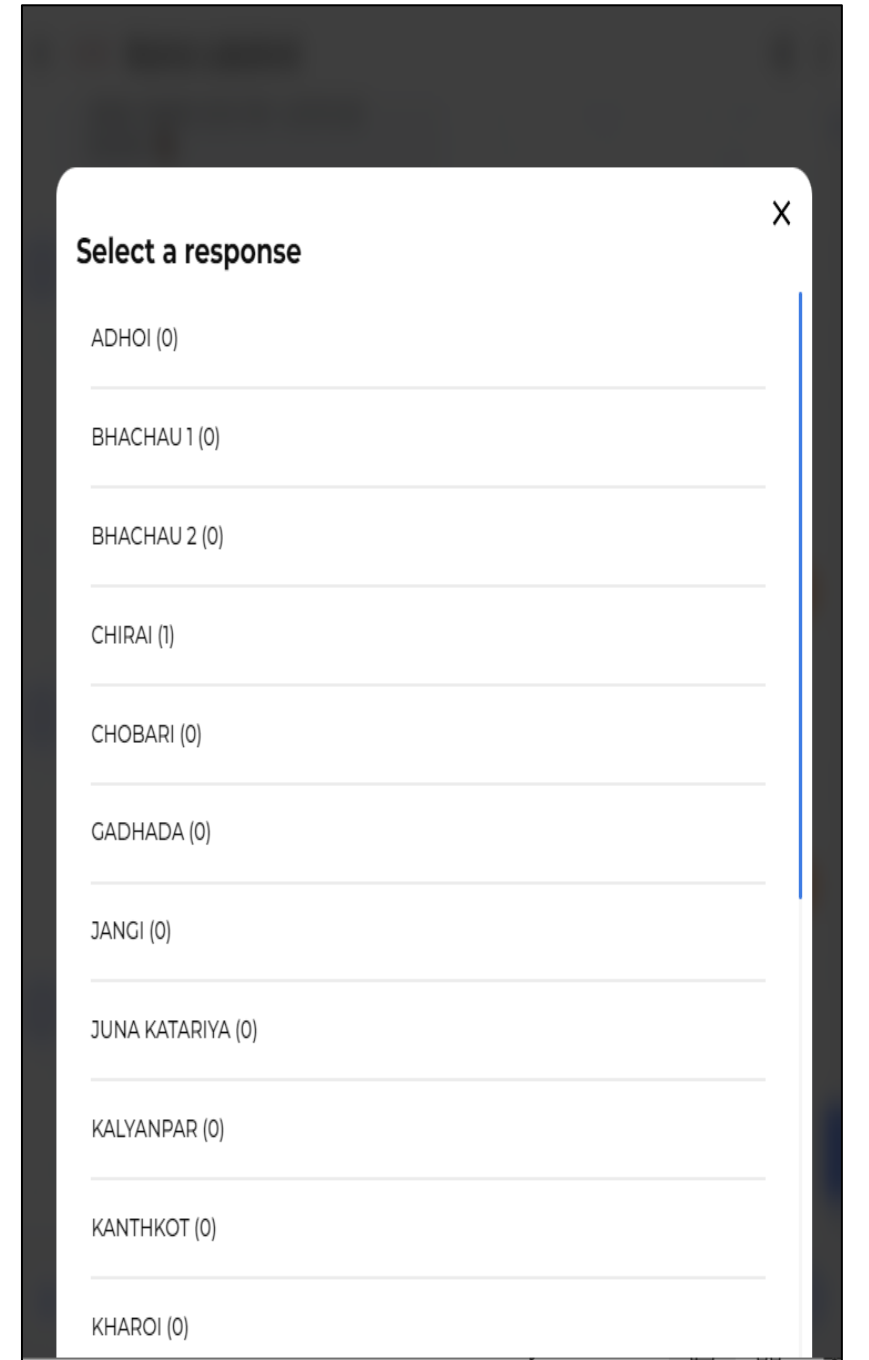 X
Select a response
ADHOI (0)
BHACHAU 1 (0)
BHACHAU 2 (0)
CHIRAI (1)
CHOBARI (0)
GADHADA (0)
JANGI (0)
JUNA KATARIYA (0)
KALYANPAR (0)
KANTHKOT (0)
KHAROI (0)